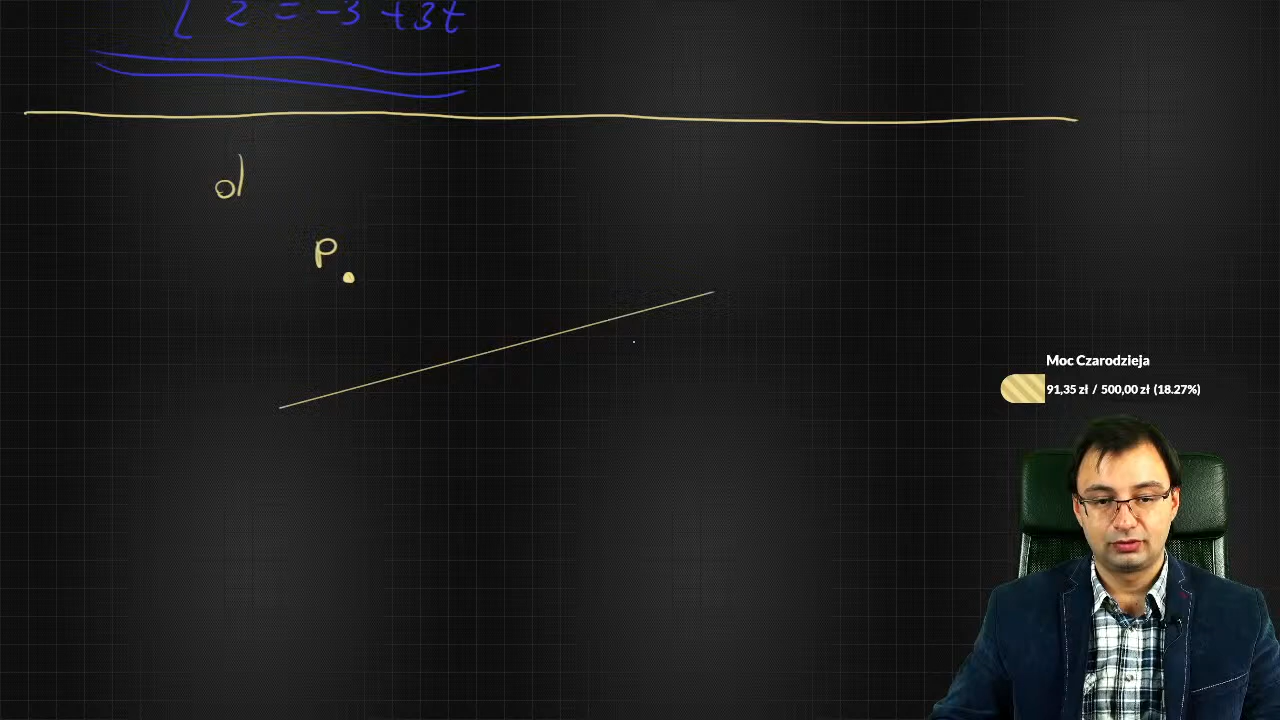 z = -3 + 3t
d
P
Moc Czarodzieja
91,35 zł / 500,00 zł (18.27%)